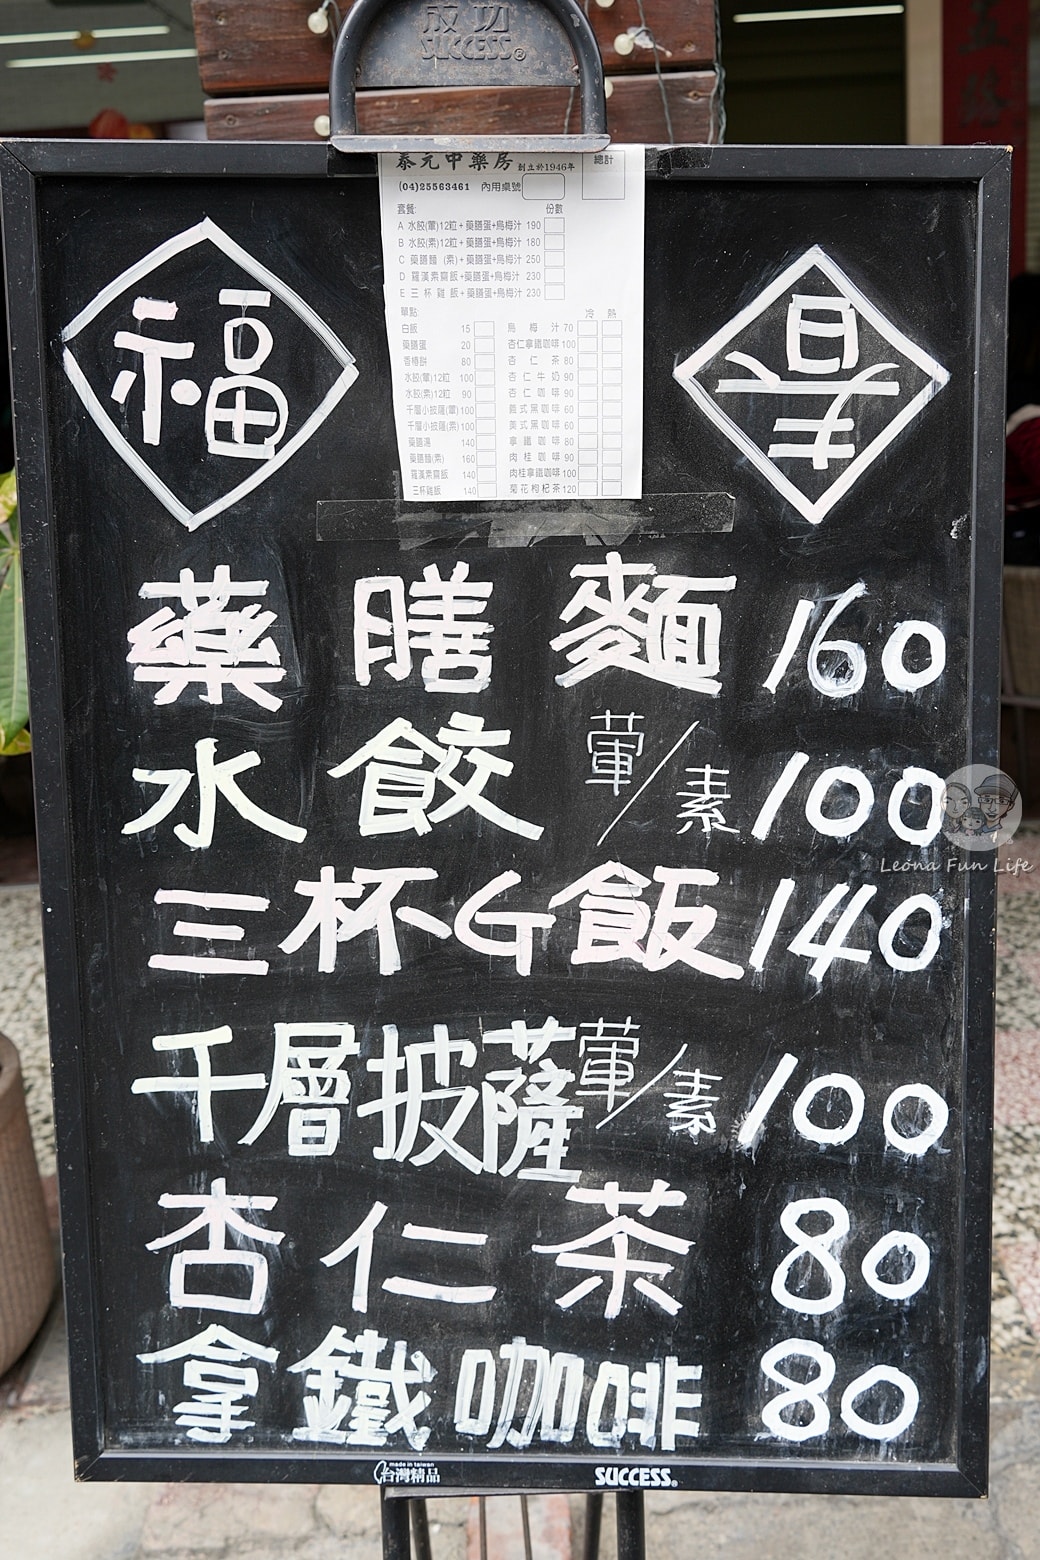 成功
SUCCESS®
泰元中藥房 創立於1946年
總計
(04)25563461 內用桌號
套餐: 份數
A 水餃(葷)12粒+藥膳蛋+烏梅汁 190
B 水餃(素)12粒+藥膳蛋+烏梅汁 180
C 藥膳麵 (素)+藥膳蛋+烏梅汁 250
D 羅漢素窩飯+藥膳蛋+烏梅汁 230
E 三杯雞飯+藥膳蛋+烏梅汁 230
單點 冷 熱
白飯 15 烏梅汁 70
藥膳蛋 20 杏仁拿鐵咖啡 100
香椿餅 80 杏仁茶 80
水餃(葷)12粒 100 杏仁牛奶 90
水餃(素)12粒 90 杏仁咖啡 90
千層小披薩(葷) 100 義式黑咖啡 60
千層小披薩(素) 100 美式黑咖啡 60
藥膳湯 140 拿鐵咖啡 80
藥膳麵(素) 160 肉桂咖啡 90
羅漢素窩飯 140 肉桂拿鐵咖啡 100
三杯雞飯 140 菊花枸杞茶 120
福
春
藥膳麵 160
水餃 葷/素 100
三杯G飯 140
千層披薩 葷/素 100
杏仁茶 80
拿鐵咖啡 80
Leona Fun Life
made in taiwan
台灣精品
SUCCESS®